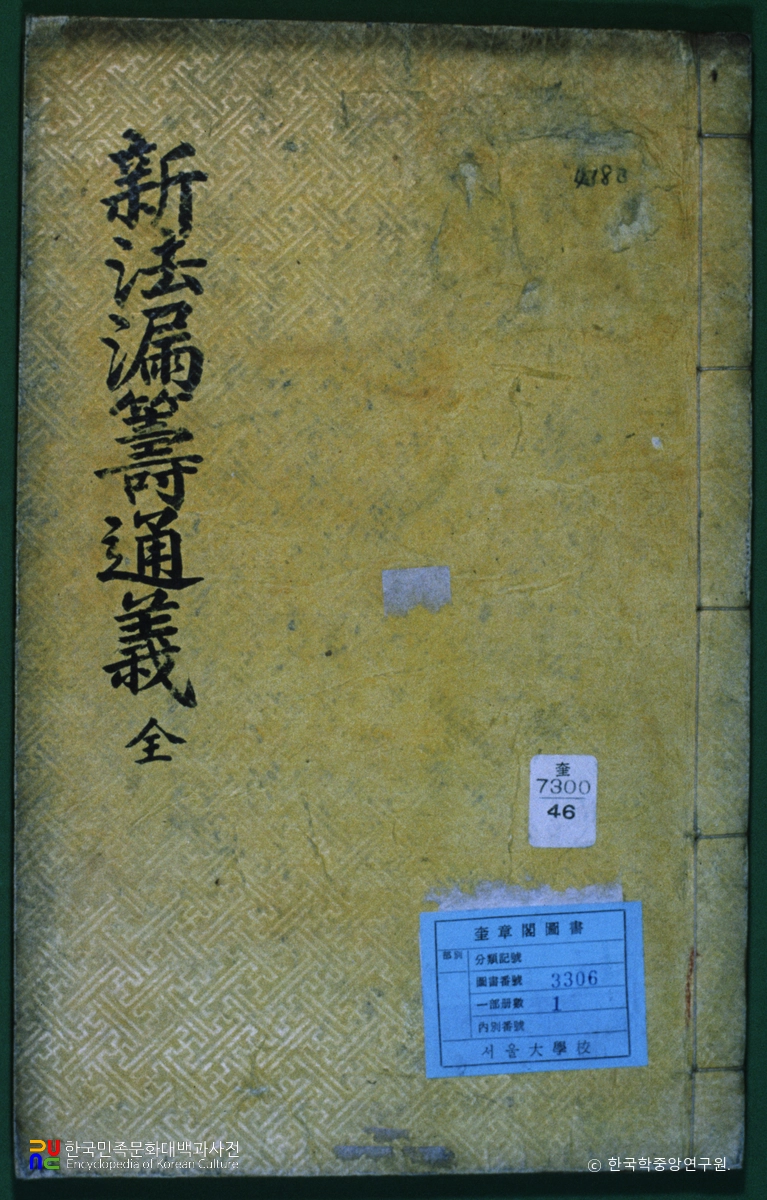 新法漏籌通義 全
奎
7300
46
奎章閣圖書
部別
分類記號
圖書番號 3306
一部冊數 1
內別番號
서울大學校
한국민족문화대백과사전
Encyclopedia of Korean Culture
© 한국학중앙연구원.